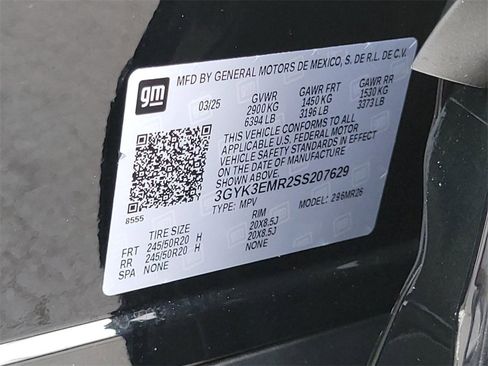 gm
MFD BY GENERAL MOTORS DE MEXICO, S. DE R.L. DE C.V.
03/25 GVWR GAWR FRT GAWR RR
2900 KG 1450 KG 1530 KG
6394 LB 3196 LB 3373 LB
THIS VEHICLE CONFORMS TO ALL
APPLICABLE U.S. FEDERAL MOTOR
VEHICLE SAFETY STANDARDS IN EFFECT
ON THE DATE OF MANUFACTURE SHOWN ABOVE.
3GYK3EMR2SS207629
TYPE: MPV MODEL: 296MR26
8555
TIRE SIZE RIM
FRT 245/50R20 H 20X8.5J
RR 245/50R20 H 20X8.5J
SPA NONE NONE